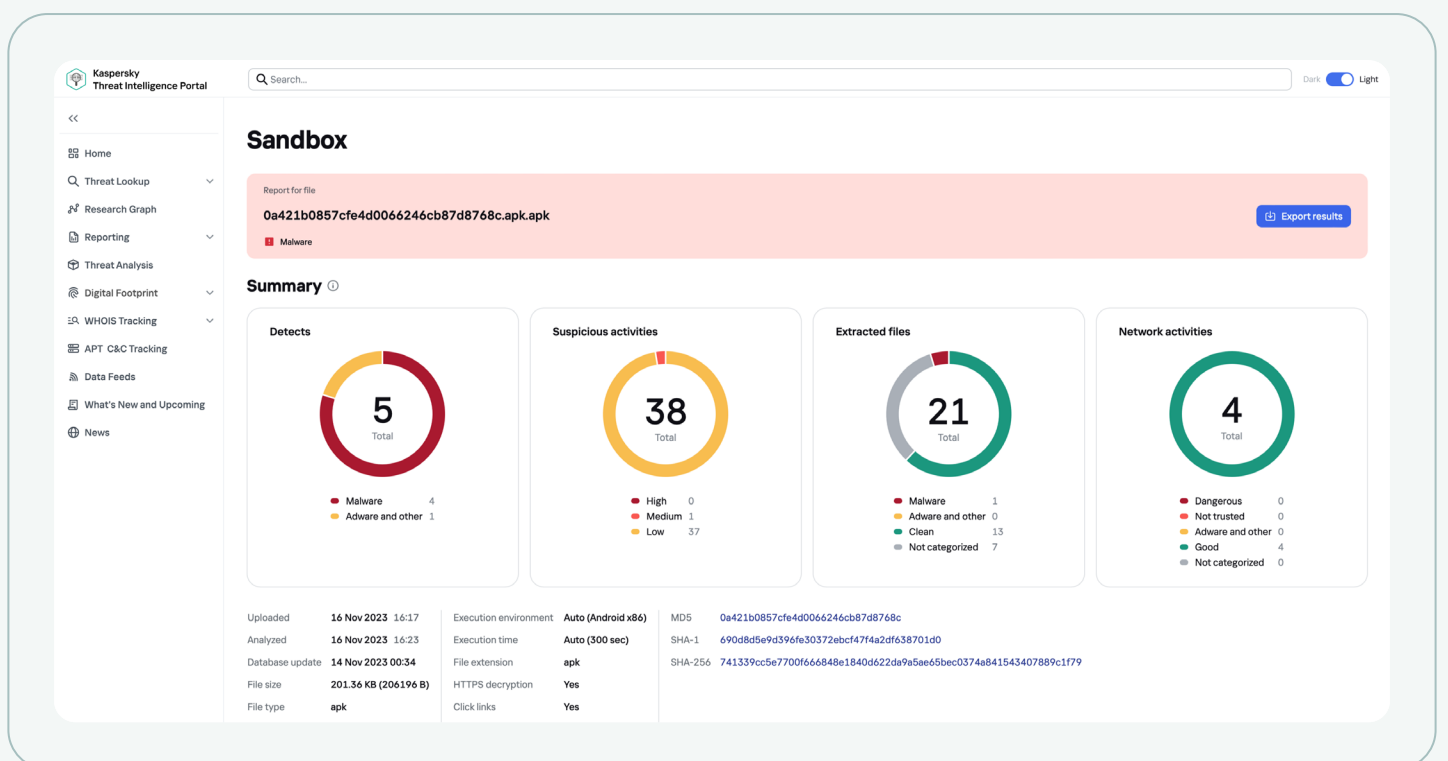 Kaspersky
Threat Intelligence Portal
Search...
Dark Light
Home
Threat Lookup
Research Graph
Reporting
Threat Analysis
Digital Footprint
WHOIS Tracking
APT C&C Tracking
Data Feeds
What's New and Upcoming
News
Sandbox
Report for file
0a421b0857cfe4d0066246cb87d8768c.apk.apk
Malware
Export results
Summary
Detects
5
Total
Malware 4
Adware and other 1
Suspicious activities
38
Total
High 0
Medium 1
Low 37
Extracted files
21
Total
Malware 1
Adware and other 0
Clean 13
Not categorized 7
Network activities
4
Total
Dangerous 0
Not trusted 0
Adware and other 0
Good 4
Not categorized 0
Uploaded 16 Nov 2023 16:17
Analyzed 16 Nov 2023 16:23
Database update 14 Nov 2023 00:34
File size 201.36 KB (206196 B)
File type apk
Execution environment Auto (Android x86)
Execution time Auto (300 sec)
File extension apk
HTTPS decryption Yes
Click links Yes
MD5 0a421b0857cfe4d0066246cb87d8768c
SHA-1 690d8d5e9d396fe30372ebcf47f4a2df638701d0
SHA-256 741339cc5e7700f666848e1840d622da9a5ae65bec0374a841543407889c1f79